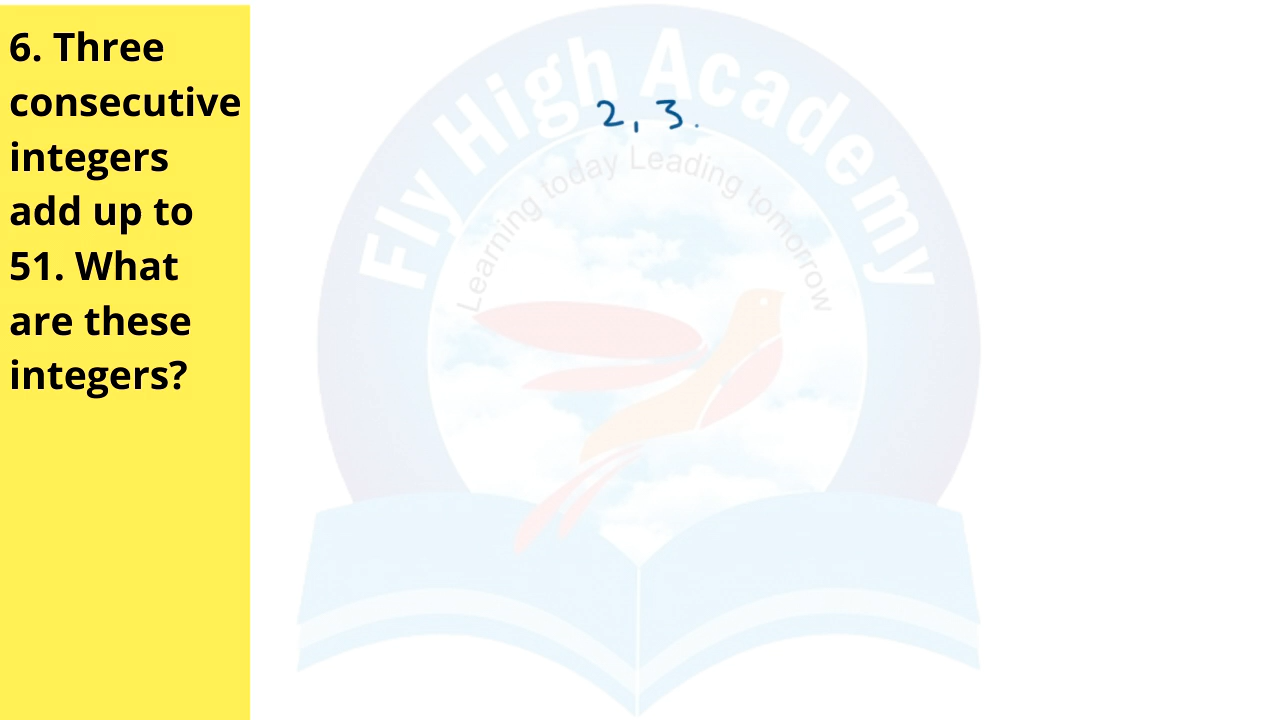 6. Three
consecutive
integers
add up to
51. What
are these
integers?
Fly High Academy
Learning today Leading tomorrow
2, 3.